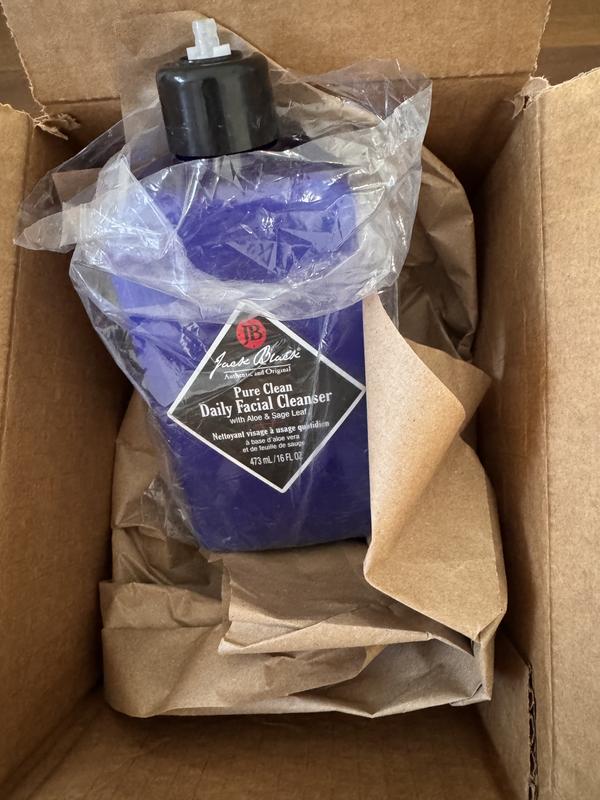 JB
Jack Black®
Authentic and Original
Pure Clean
Daily Facial Cleanser
with Aloe & Sage Leaf
Nettoyant visage à usage quotidien
à base d'aloe vera
et de feuille de sauge
473 mL / 16 FL OZ